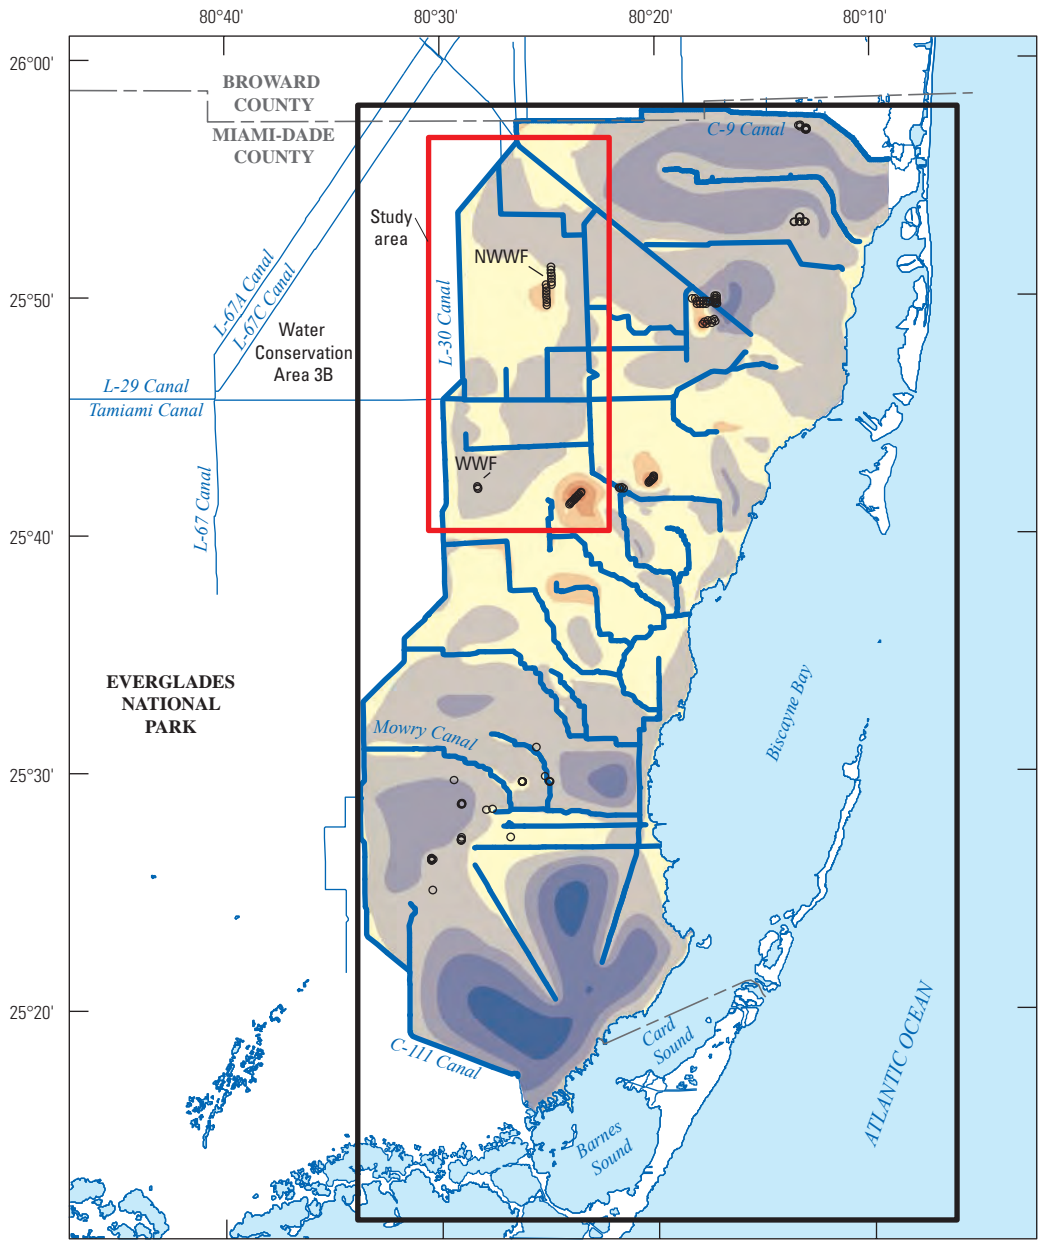 80°40'
80°30'
80°20'
80°10'
26°00'
BROWARD
COUNTY
MIAMI-DADE
COUNTY
C-9 Canal
Study
area
NWWF
L-67A Canal
L-67C Canal
25°50'
L-30 Canal
Water
Conservation
Area 3B
L-29 Canal
Tamiami Canal
WWF
L-67 Canal
25°40'
EVERGLADES
NATIONAL
PARK
Biscayne Bay
Mowry Canal
25°30'
25°20'
C-111 Canal
Card
Sound
ATLANTIC OCEAN
Barnes
Sound